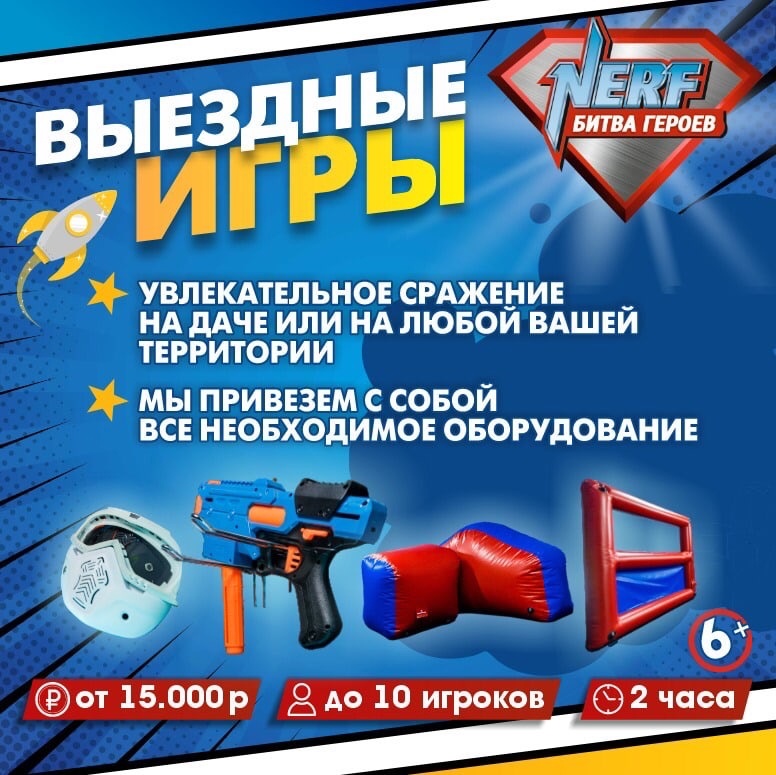 ВЫЕЗДНЫЕ
ИГРЫ
NERF
БИТВА ГЕРОЕВ
УВЛЕКАТЕЛЬНОЕ СРАЖЕНИЕ
НА ДАЧЕ ИЛИ НА ЛЮБОЙ ВАШЕЙ
ТЕРРИТОРИИ
МЫ ПРИВЕЗЕМ С СОБОЙ
ВСЕ НЕОБХОДИМОЕ ОБОРУДОВАНИЕ
6+
₽ от 15.000 р
до 10 игроков
2 часа